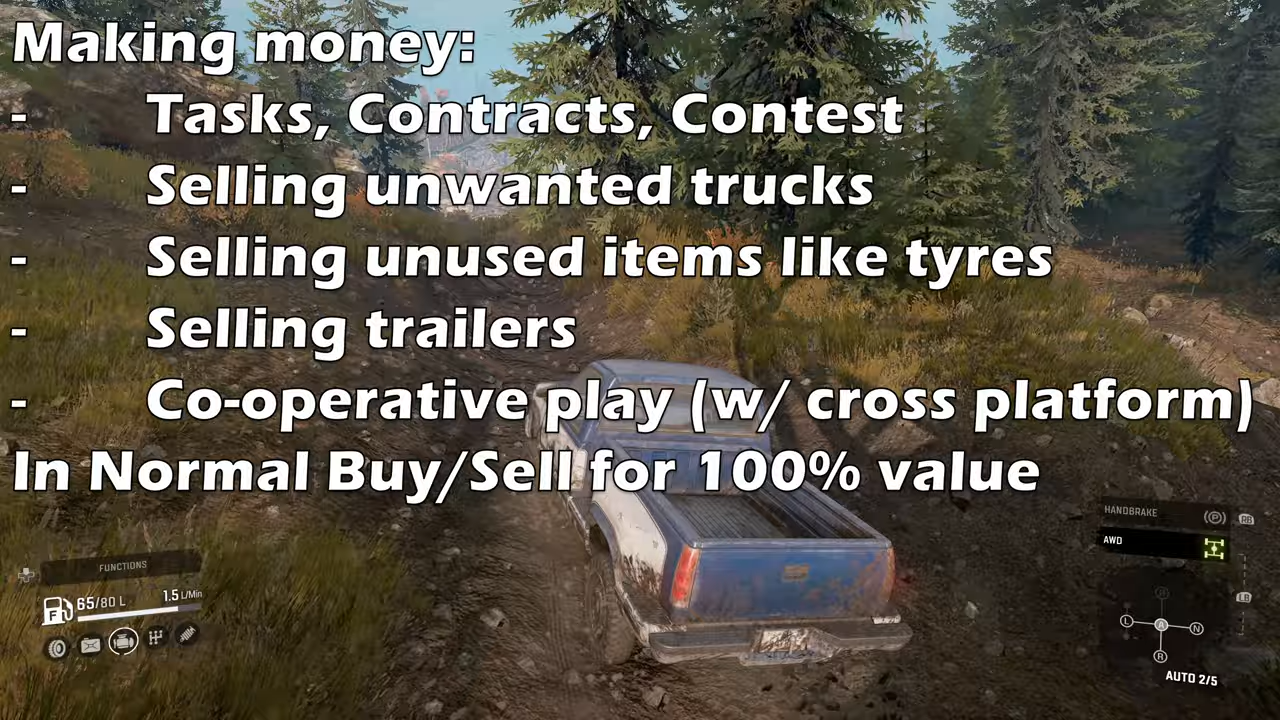 Making money:
- Tasks, Contracts, Contest
- Selling unwanted trucks
- Selling unused items like tyres
- Selling trailers
- Co-operative play (w/ cross platform)
In Normal Buy/Sell for 100% value
HANDBRAKE (P) RB
AWD
FUNCTIONS
F 65/80 L 1.5 L/Min
LB
H
L A N
R
AUTO 2/5